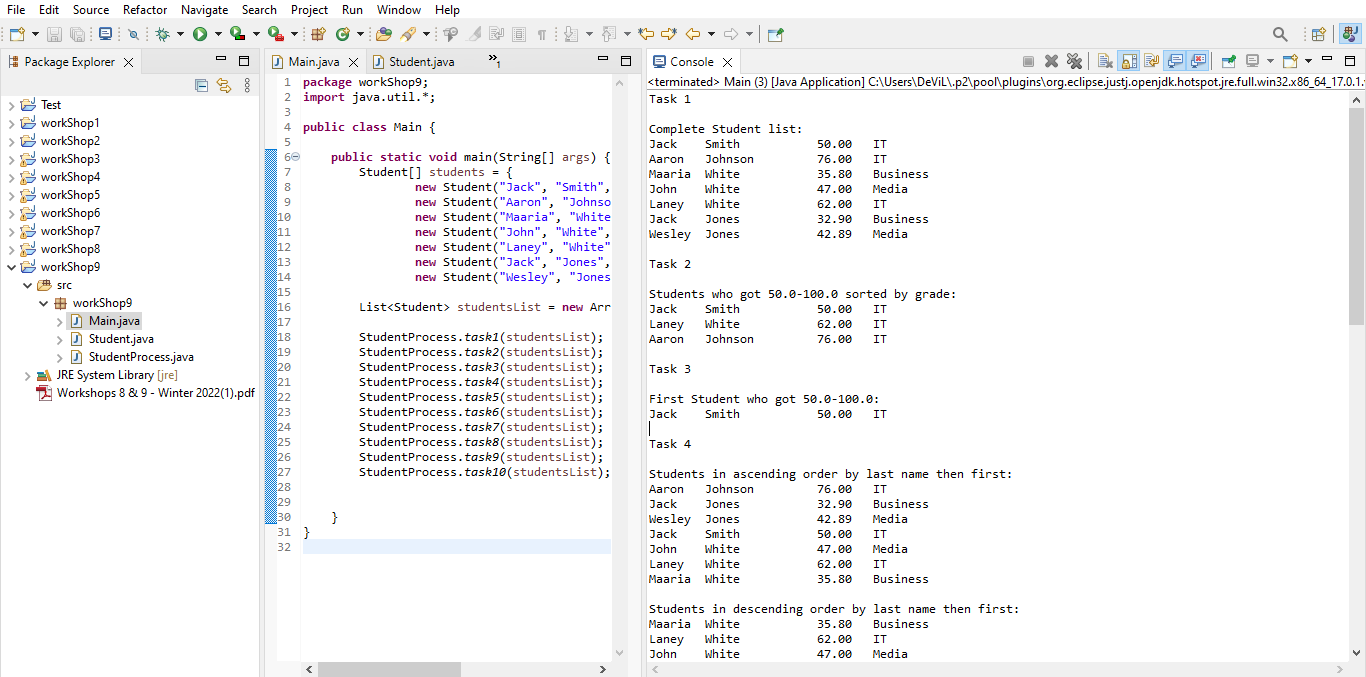 File Edit Source Refactor Navigate Search Project Run Window Help
Package Explorer
Test
workShop1
workShop2
workShop3
workShop4
workShop5
workShop6
workShop7
workShop8
workShop9
src
workShop9
Main.java
Student.java
StudentProcess.java
JRE System Library [jre]
Workshops 8 & 9 - Winter 2022(1).pdf
Main.java Student.java »1
1 package workShop9;
2 import java.util.*;
3
4 public class Main {
5
6 public static void main(String[] args) {
7 Student[] students = {
8 new Student("Jack", "Smith",
9 new Student("Aaron", "Johnso
10 new Student("Maaria", "White
11 new Student("John", "White",
12 new Student("Laney", "White"
13 new Student("Jack", "Jones",
14 new Student("Wesley", "Jones
15
16 List<Student> studentsList = new Arr
17
18 StudentProcess.task1(studentsList);
19 StudentProcess.task2(studentsList);
20 StudentProcess.task3(studentsList);
21 StudentProcess.task4(studentsList);
22 StudentProcess.task5(studentsList);
23 StudentProcess.task6(studentsList);
24 StudentProcess.task7(studentsList);
25 StudentProcess.task8(studentsList);
26 StudentProcess.task9(studentsList);
27 StudentProcess.task10(studentsList);
28
29
30 }
31 }
32
Console
<terminated> Main (3) [Java Application] C:\Users\DeViL\.p2\pool\plugins\org.eclipse.justj.openjdk.hotspot.jre.full.win32.x86_64_17.0.1.
Task 1
Complete Student list:
Jack Smith 50.00 IT
Aaron Johnson 76.00 IT
Maaria White 35.80 Business
John White 47.00 Media
Laney White 62.00 IT
Jack Jones 32.90 Business
Wesley Jones 42.89 Media
Task 2
Students who got 50.0-100.0 sorted by grade:
Jack Smith 50.00 IT
Laney White 62.00 IT
Aaron Johnson 76.00 IT
Task 3
First Student who got 50.0-100.0:
Jack Smith 50.00 IT
Task 4
Students in ascending order by last name then first:
Aaron Johnson 76.00 IT
Jack Jones 32.90 Business
Wesley Jones 42.89 Media
Jack Smith 50.00 IT
John White 47.00 Media
Laney White 62.00 IT
Maaria White 35.80 Business
Students in descending order by last name then first:
Maaria White 35.80 Business
Laney White 62.00 IT
John White 47.00 Media